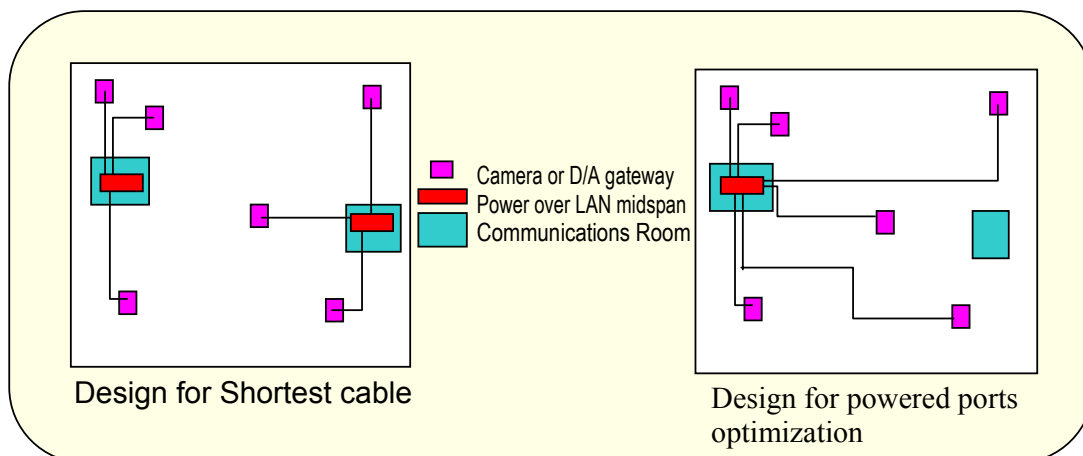 Camera or D/A gateway
Power over LAN midspan
Communications Room
Design for Shortest cable
Design for powered ports
optimization